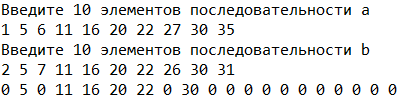 Введите 10 элементов последовательности a
1 5 6 11 16 20 22 27 30 35
Введите 10 элементов последовательности b
2 5 7 11 16 20 22 26 30 31
0 5 0 11 16 20 22 0 30 0 0 0 0 0 0 0 0 0 0 0